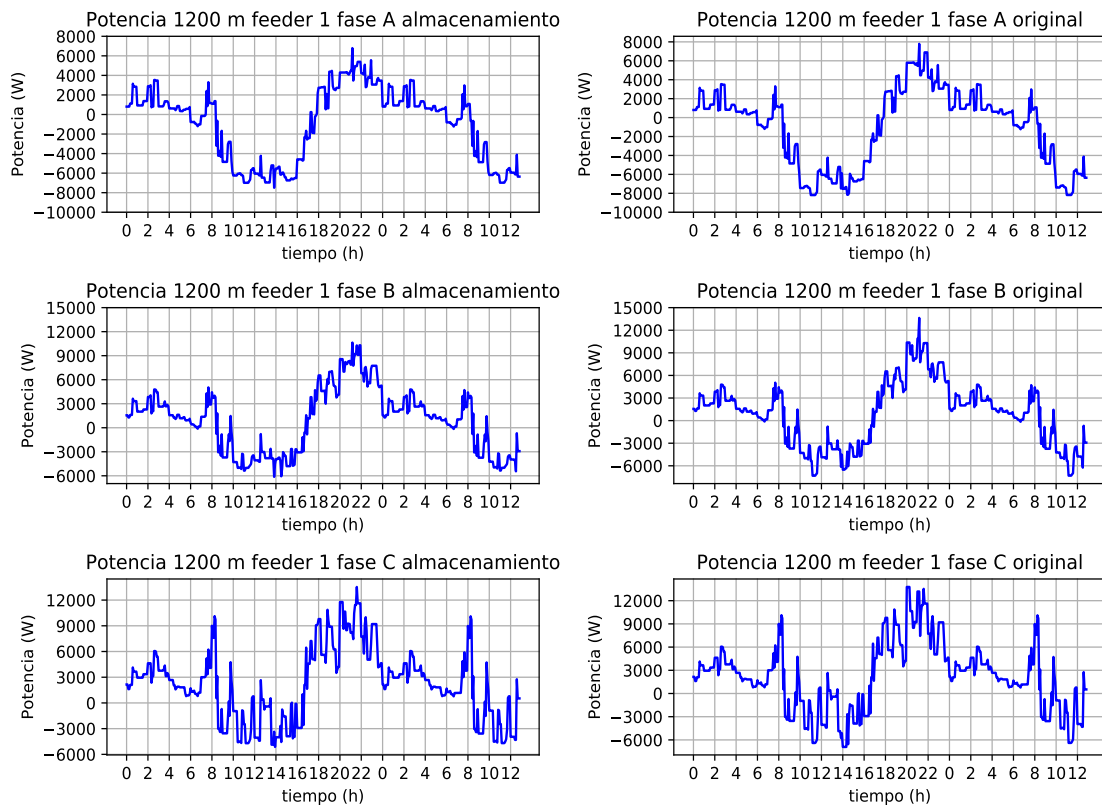 Potencia 1200 m feeder 1 fase A almacenamiento
Potencia (W)
8000
6000
4000
2000
0
−2000
−4000
−6000
−8000
−10000
0 2 4 6 8 10 12 14 16 18 20 22 0 2 4 6 8 10 12
tiempo (h)
Potencia 1200 m feeder 1 fase A original
Potencia (W)
8000
6000
4000
2000
0
−2000
−4000
−6000
−8000
−10000
0 2 4 6 8 10 12 14 16 18 20 22 0 2 4 6 8 10 12
tiempo (h)
Potencia 1200 m feeder 1 fase B almacenamiento
Potencia (W)
15000
12000
9000
6000
3000
0
−3000
−6000
0 2 4 6 8 10 12 14 16 18 20 22 0 2 4 6 8 10 12
tiempo (h)
Potencia 1200 m feeder 1 fase B original
Potencia (W)
15000
12000
9000
6000
3000
0
−3000
−6000
0 2 4 6 8 10 12 14 16 18 20 22 0 2 4 6 8 10 12
tiempo (h)
Potencia 1200 m feeder 1 fase C almacenamiento
Potencia (W)
12000
9000
6000
3000
0
−3000
−6000
0 2 4 6 8 10 12 14 16 18 20 22 0 2 4 6 8 10 12
tiempo (h)
Potencia 1200 m feeder 1 fase C original
Potencia (W)
12000
9000
6000
3000
0
−3000
−6000
0 2 4 6 8 10 12 14 16 18 20 22 0 2 4 6 8 10 12
tiempo (h)